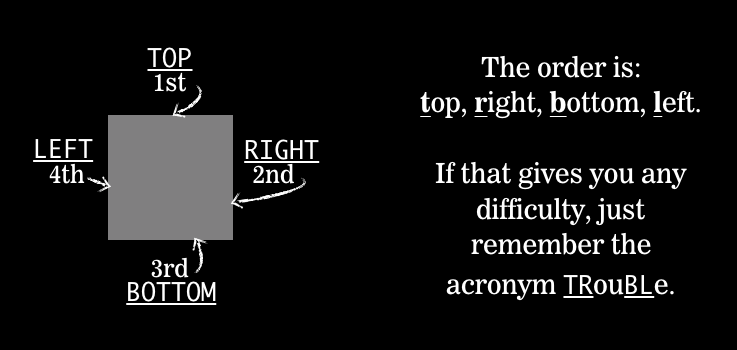 TOP
1st
LEFT
4th
RIGHT
2nd
3rd
BOTTOM
The order is:
top, right, bottom, left.
If that gives you any
difficulty, just
remember the
acronym TRouBLe.